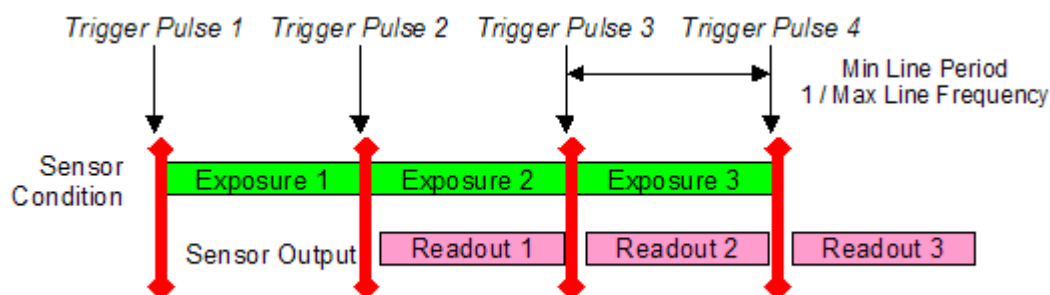 Trigger Pulse 1 Trigger Pulse 2 Trigger Pulse 3 Trigger Pulse 4
Min Line Period
1 / Max Line Frequency
Sensor
Condition
Exposure 1 Exposure 2 Exposure 3
Sensor Output Readout 1 Readout 2 Readout 3